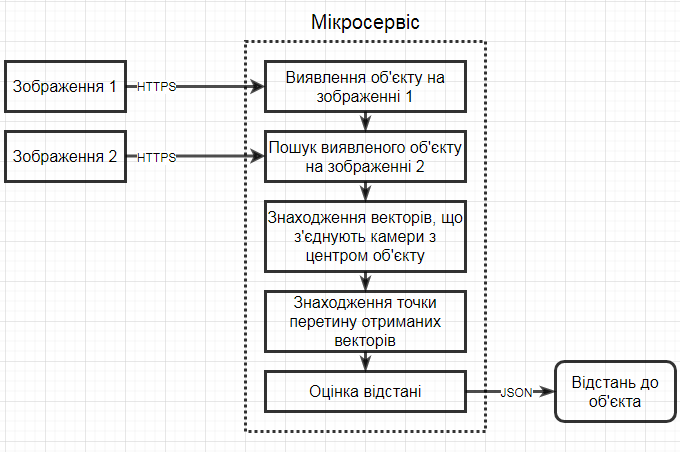 Мікросервіс
Зображення 1
HTTPS
Виявлення об'єкту на
зображенні 1
Зображення 2
HTTPS
Пошук виявленого об'єкту
на зображенні 2
Знаходження векторів, що
з'єднують камери з
центром об'єкту
Знаходження точки
перетину отриманих
векторів
Оцінка відстані
JSON
Відстань до
об'єкта